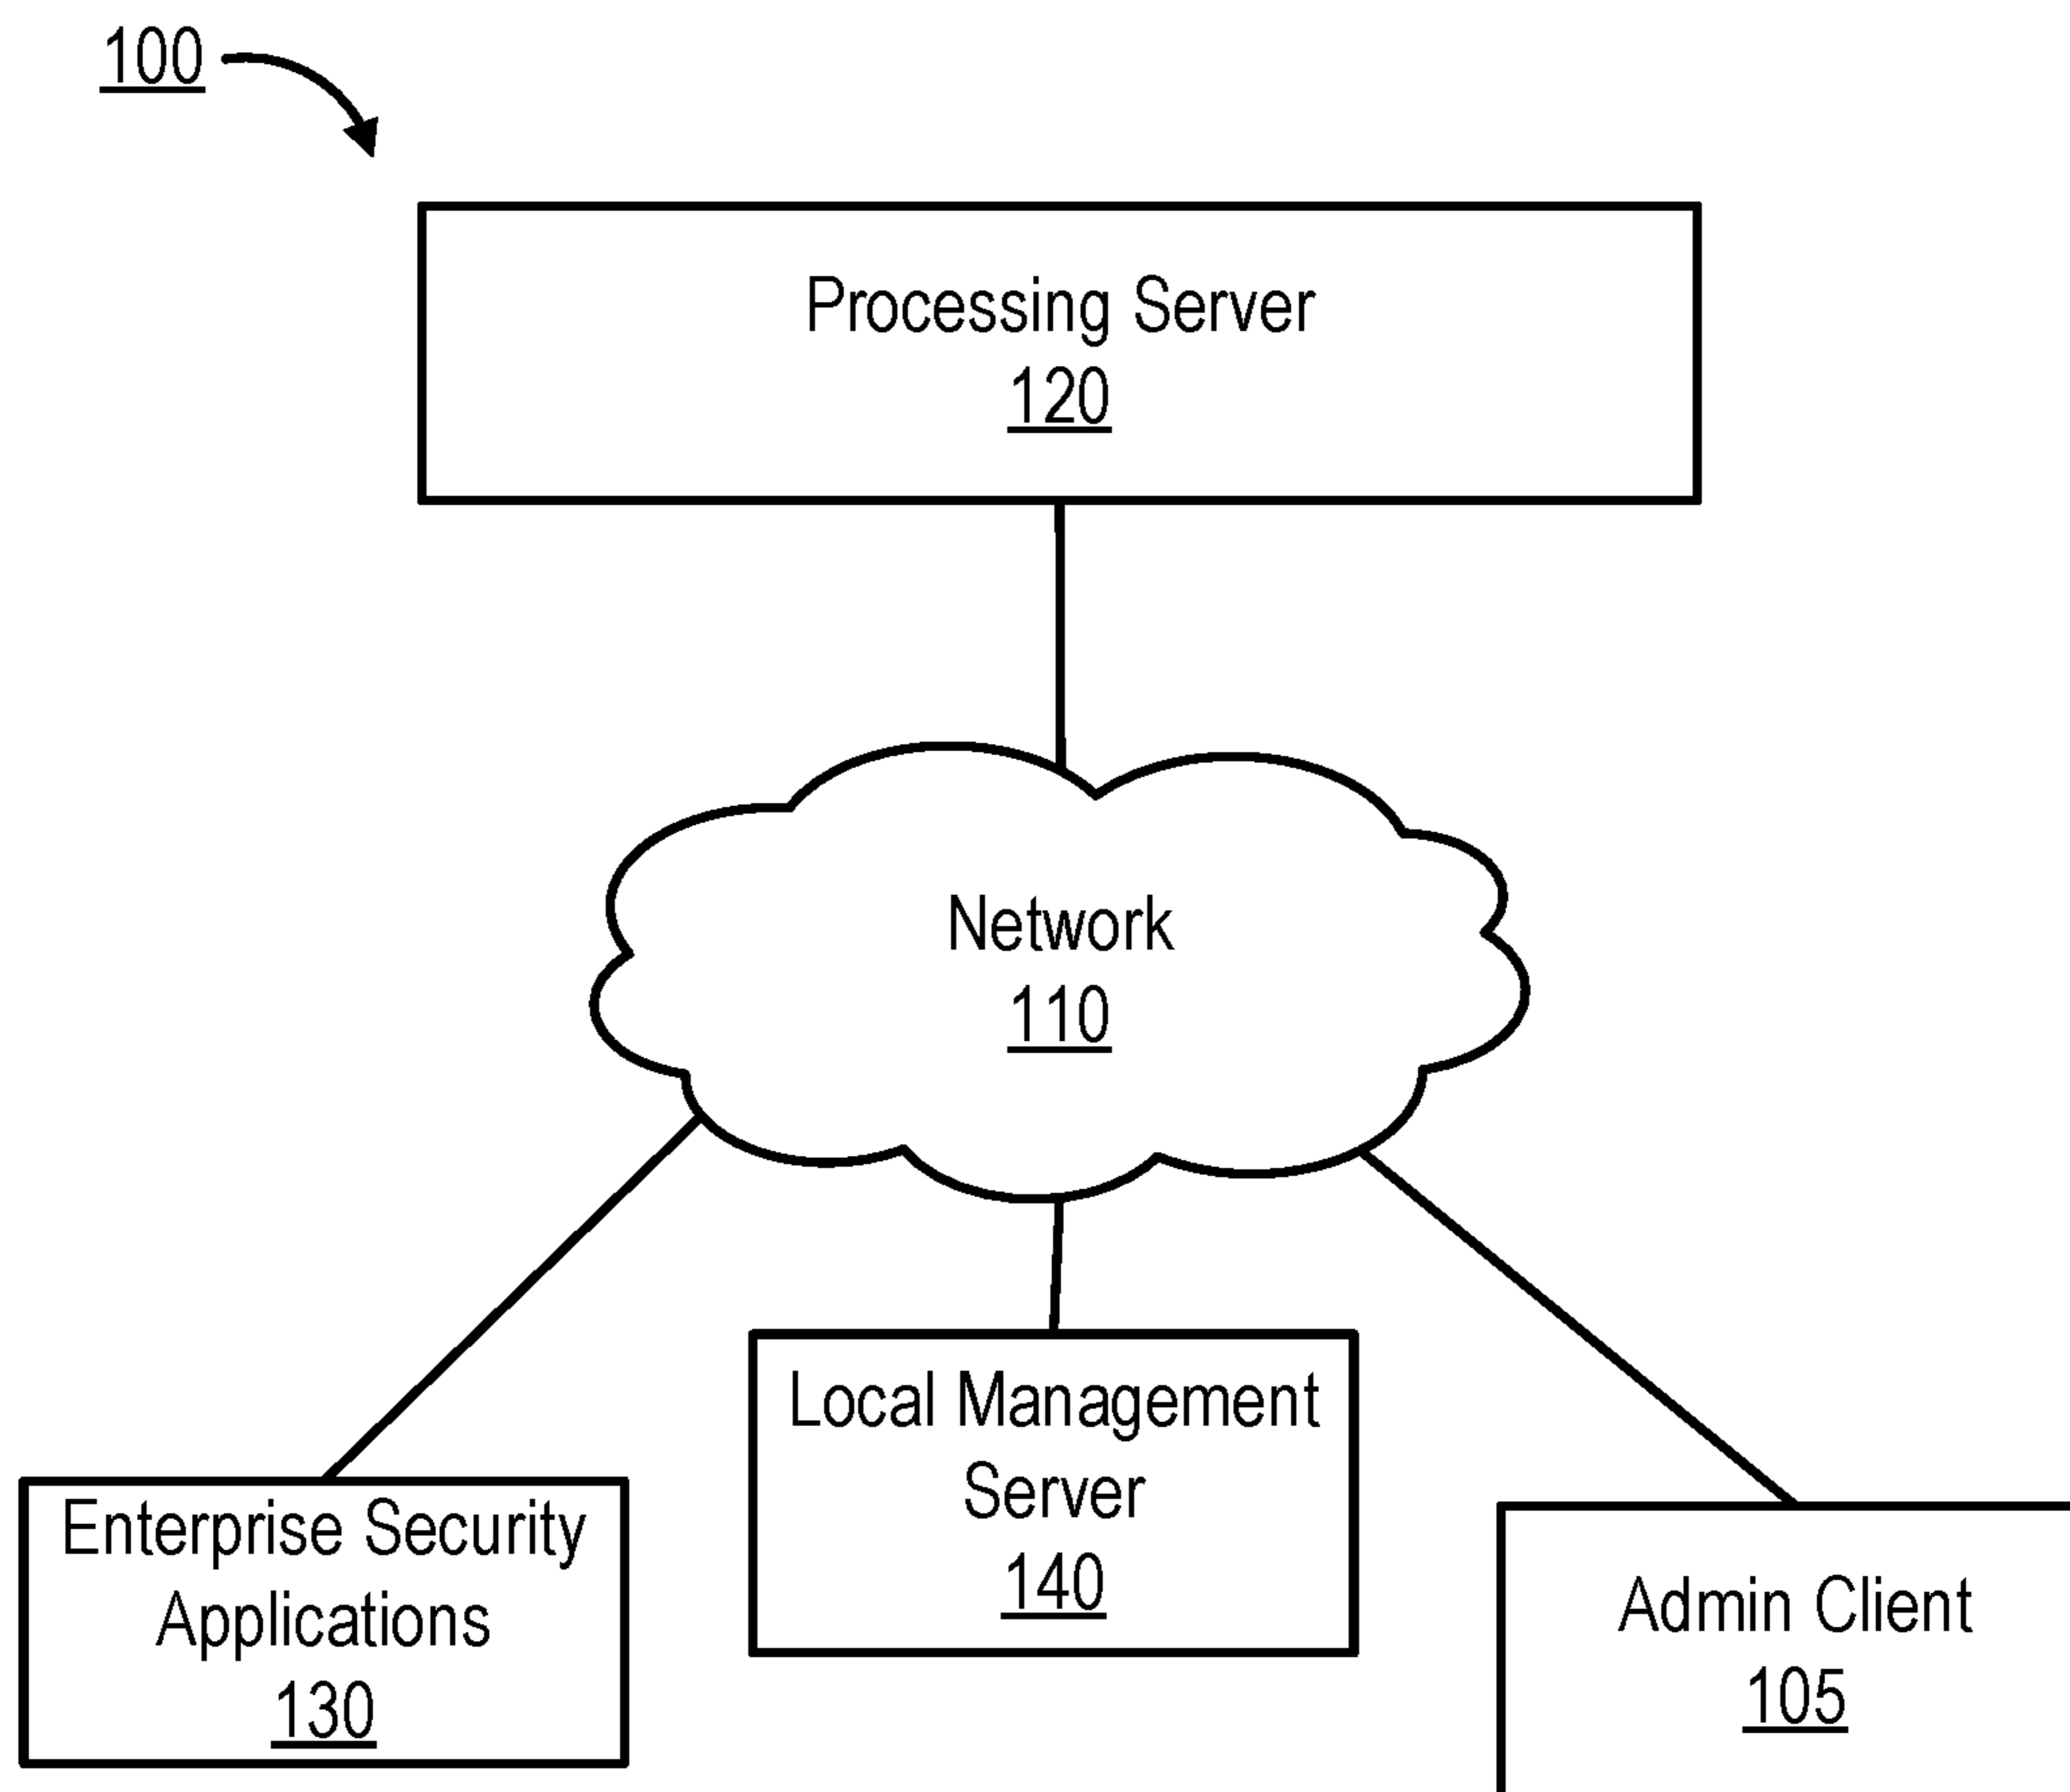 100
Processing Server
120
Network
110
Local Management
Server
140
Enterprise Security
Applications
130
Admin Client
105